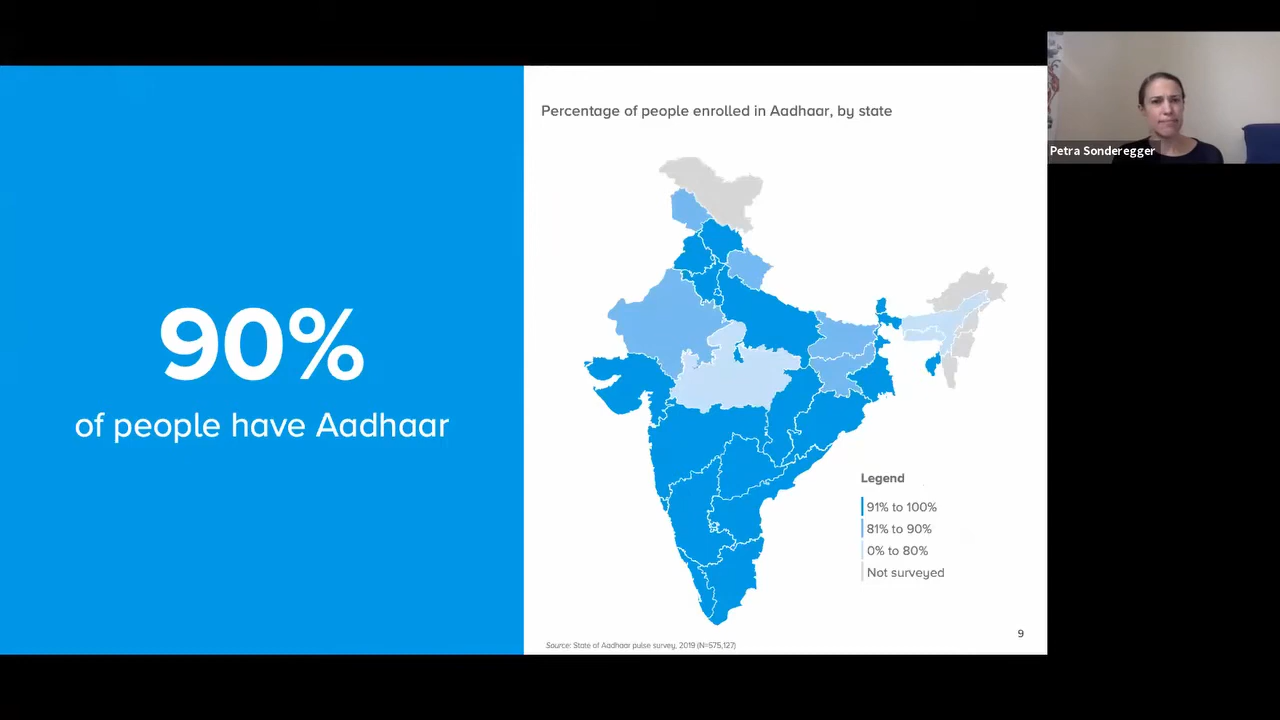 90%
of people have Aadhaar
Percentage of people enrolled in Aadhaar, by state
Legend
91% to 100%
81% to 90%
0% to 80%
Not surveyed
9
Source: State of Aadhaar pulse survey, 2019 (N=575,127)
Petra Sonderegger